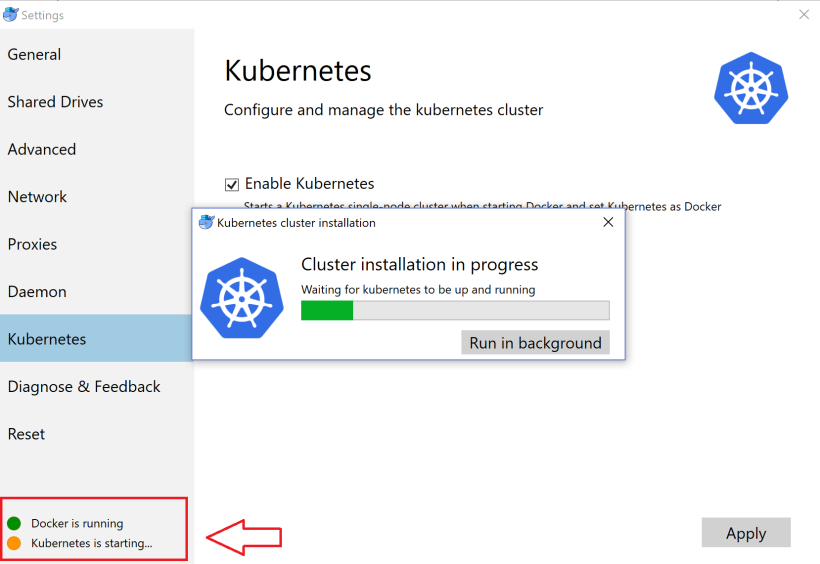 Settings
General
Shared Drives
Advanced
Network
Proxies
Daemon
Kubernetes
Diagnose & Feedback
Reset
Docker is running
Kubernetes is starting...
Kubernetes
Configure and manage the kubernetes cluster
Enable Kubernetes
Starts a Kubernetes single-node cluster when starting Docker and set Kubernetes as Docker
Kubernetes cluster installation
Cluster installation in progress
Waiting for kubernetes to be up and running
Run in background
Apply